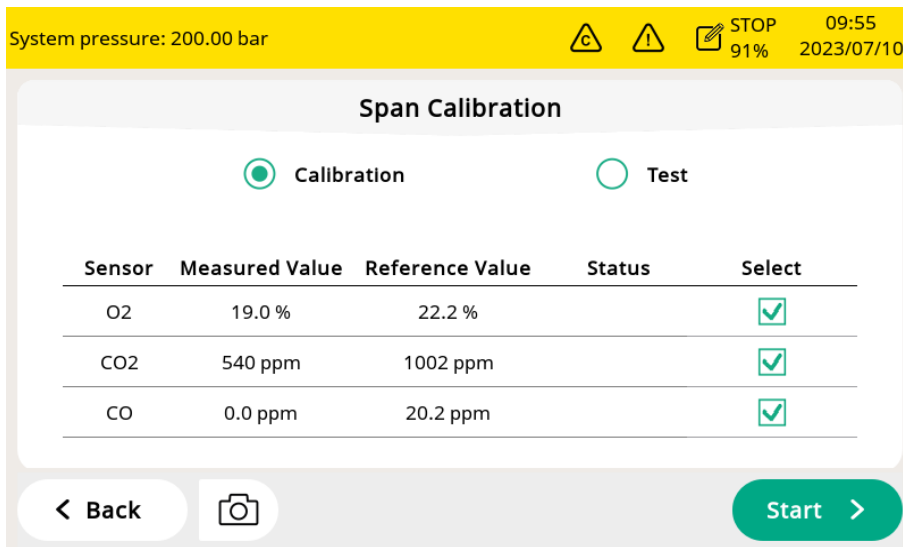 System pressure: 200.00 bar
C
!
STOP
91%
09:55
2023/07/10
Span Calibration
Calibration
Test
Sensor Measured Value Reference Value Status Select
O2 19.0 % 22.2 %
CO2 540 ppm 1002 ppm
CO 0.0 ppm 20.2 ppm
Back
Start